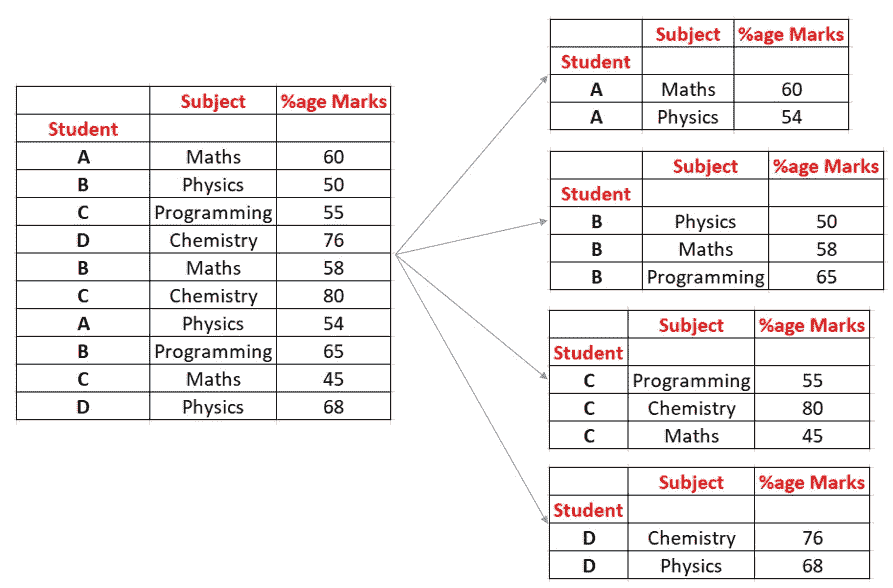 Subject %age Marks
Student
A Maths 60
B Physics 50
C Programming 55
D Chemistry 76
B Maths 58
C Chemistry 80
A Physics 54
B Programming 65
C Maths 45
D Physics 68
Subject %age Marks
Student
A Maths 60
A Physics 54
Subject %age Marks
Student
B Physics 50
B Maths 58
B Programming 65
Subject %age Marks
Student
C Programming 55
C Chemistry 80
C Maths 45
Subject %age Marks
Student
D Chemistry 76
D Physics 68